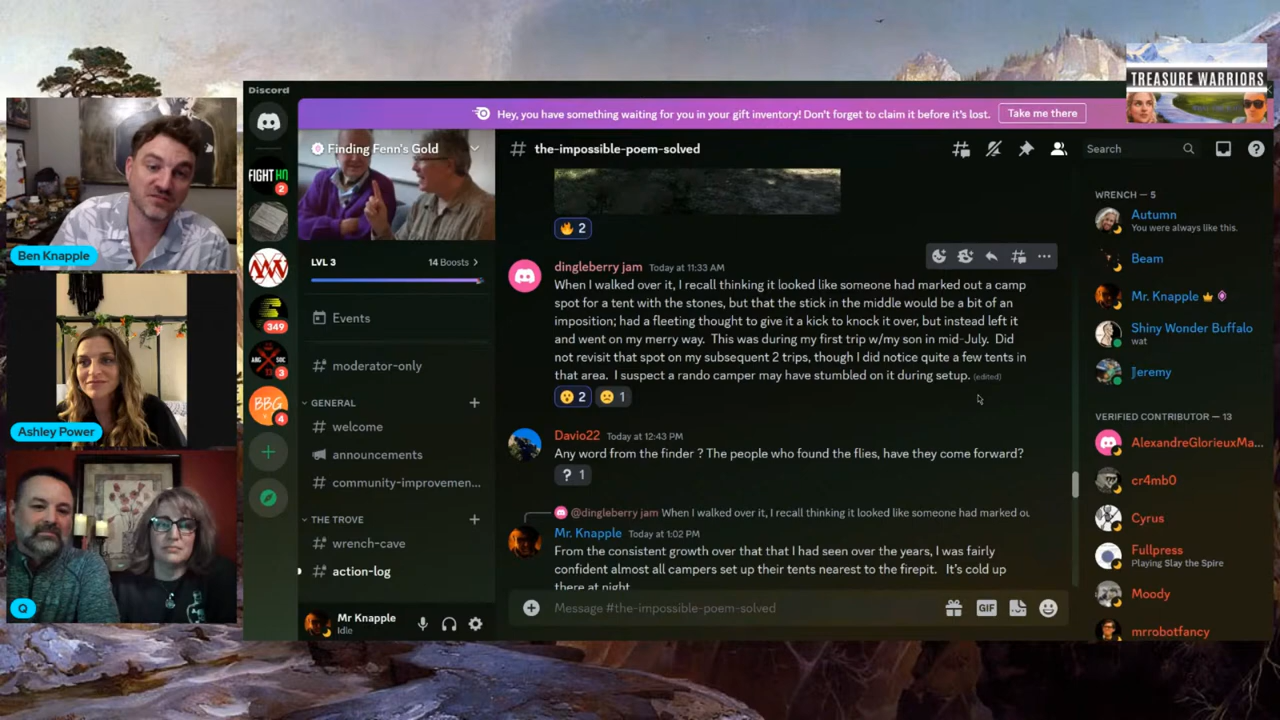 TREASURE WARRIORS
Discord
Hey, you have something waiting for you in your gift inventory! Don't forget to claim it before it's lost.
Take me there
Ben Knapple
Ashley Power
Q
FIGHT
2
349
3
BBG
4
Finding Fenn's Gold
LVL 3
14 Boosts
Events
moderator-only
GENERAL
welcome
announcements
community-improvemen...
THE TROVE
wrench-cave
action-log
Mr Knapple
Idle
the-impossible-poem-solved
Search
2
dingleberry jam Today at 11:33 AM
When I walked over it, I recall thinking it looked like someone had marked out a camp
spot for a tent with the stones, but that the stick in the middle would be a bit of an
imposition; had a fleeting thought to give it a kick to knock it over, but instead left it
and went on my merry way. This was during my first trip w/my son in mid-July. Did
not revisit that spot on my subsequent 2 trips, though I did notice quite a few tents in
that area. I suspect a rando camper may have stumbled on it during setup. (edited)
2
1
Davio22 Today at 12:43 PM
Any word from the finder ? The people who found the flies, have they come forward?
? 1
@dingleberry jam When I walked over it, I recall thinking it looked like someone had marked ou
Mr. Knapple Today at 1:02 PM
From the consistent growth over that that I had seen over the years, I was fairly
confident almost all campers set up their tents nearest to the firepit. It's cold up
there at night
Message #the-impossible-poem-solved
GIF
WRENCH — 5
Autumn
You were always like this.
Beam
Mr. Knapple
Shiny Wonder Buffalo
wat
Jeremy
VERIFIED CONTRIBUTOR — 13
AlexandreGlorieuxMa...
cr4mb0
Cyrus
Fullpress
Playing Slay the Spire
Moody
mrrobotfancy